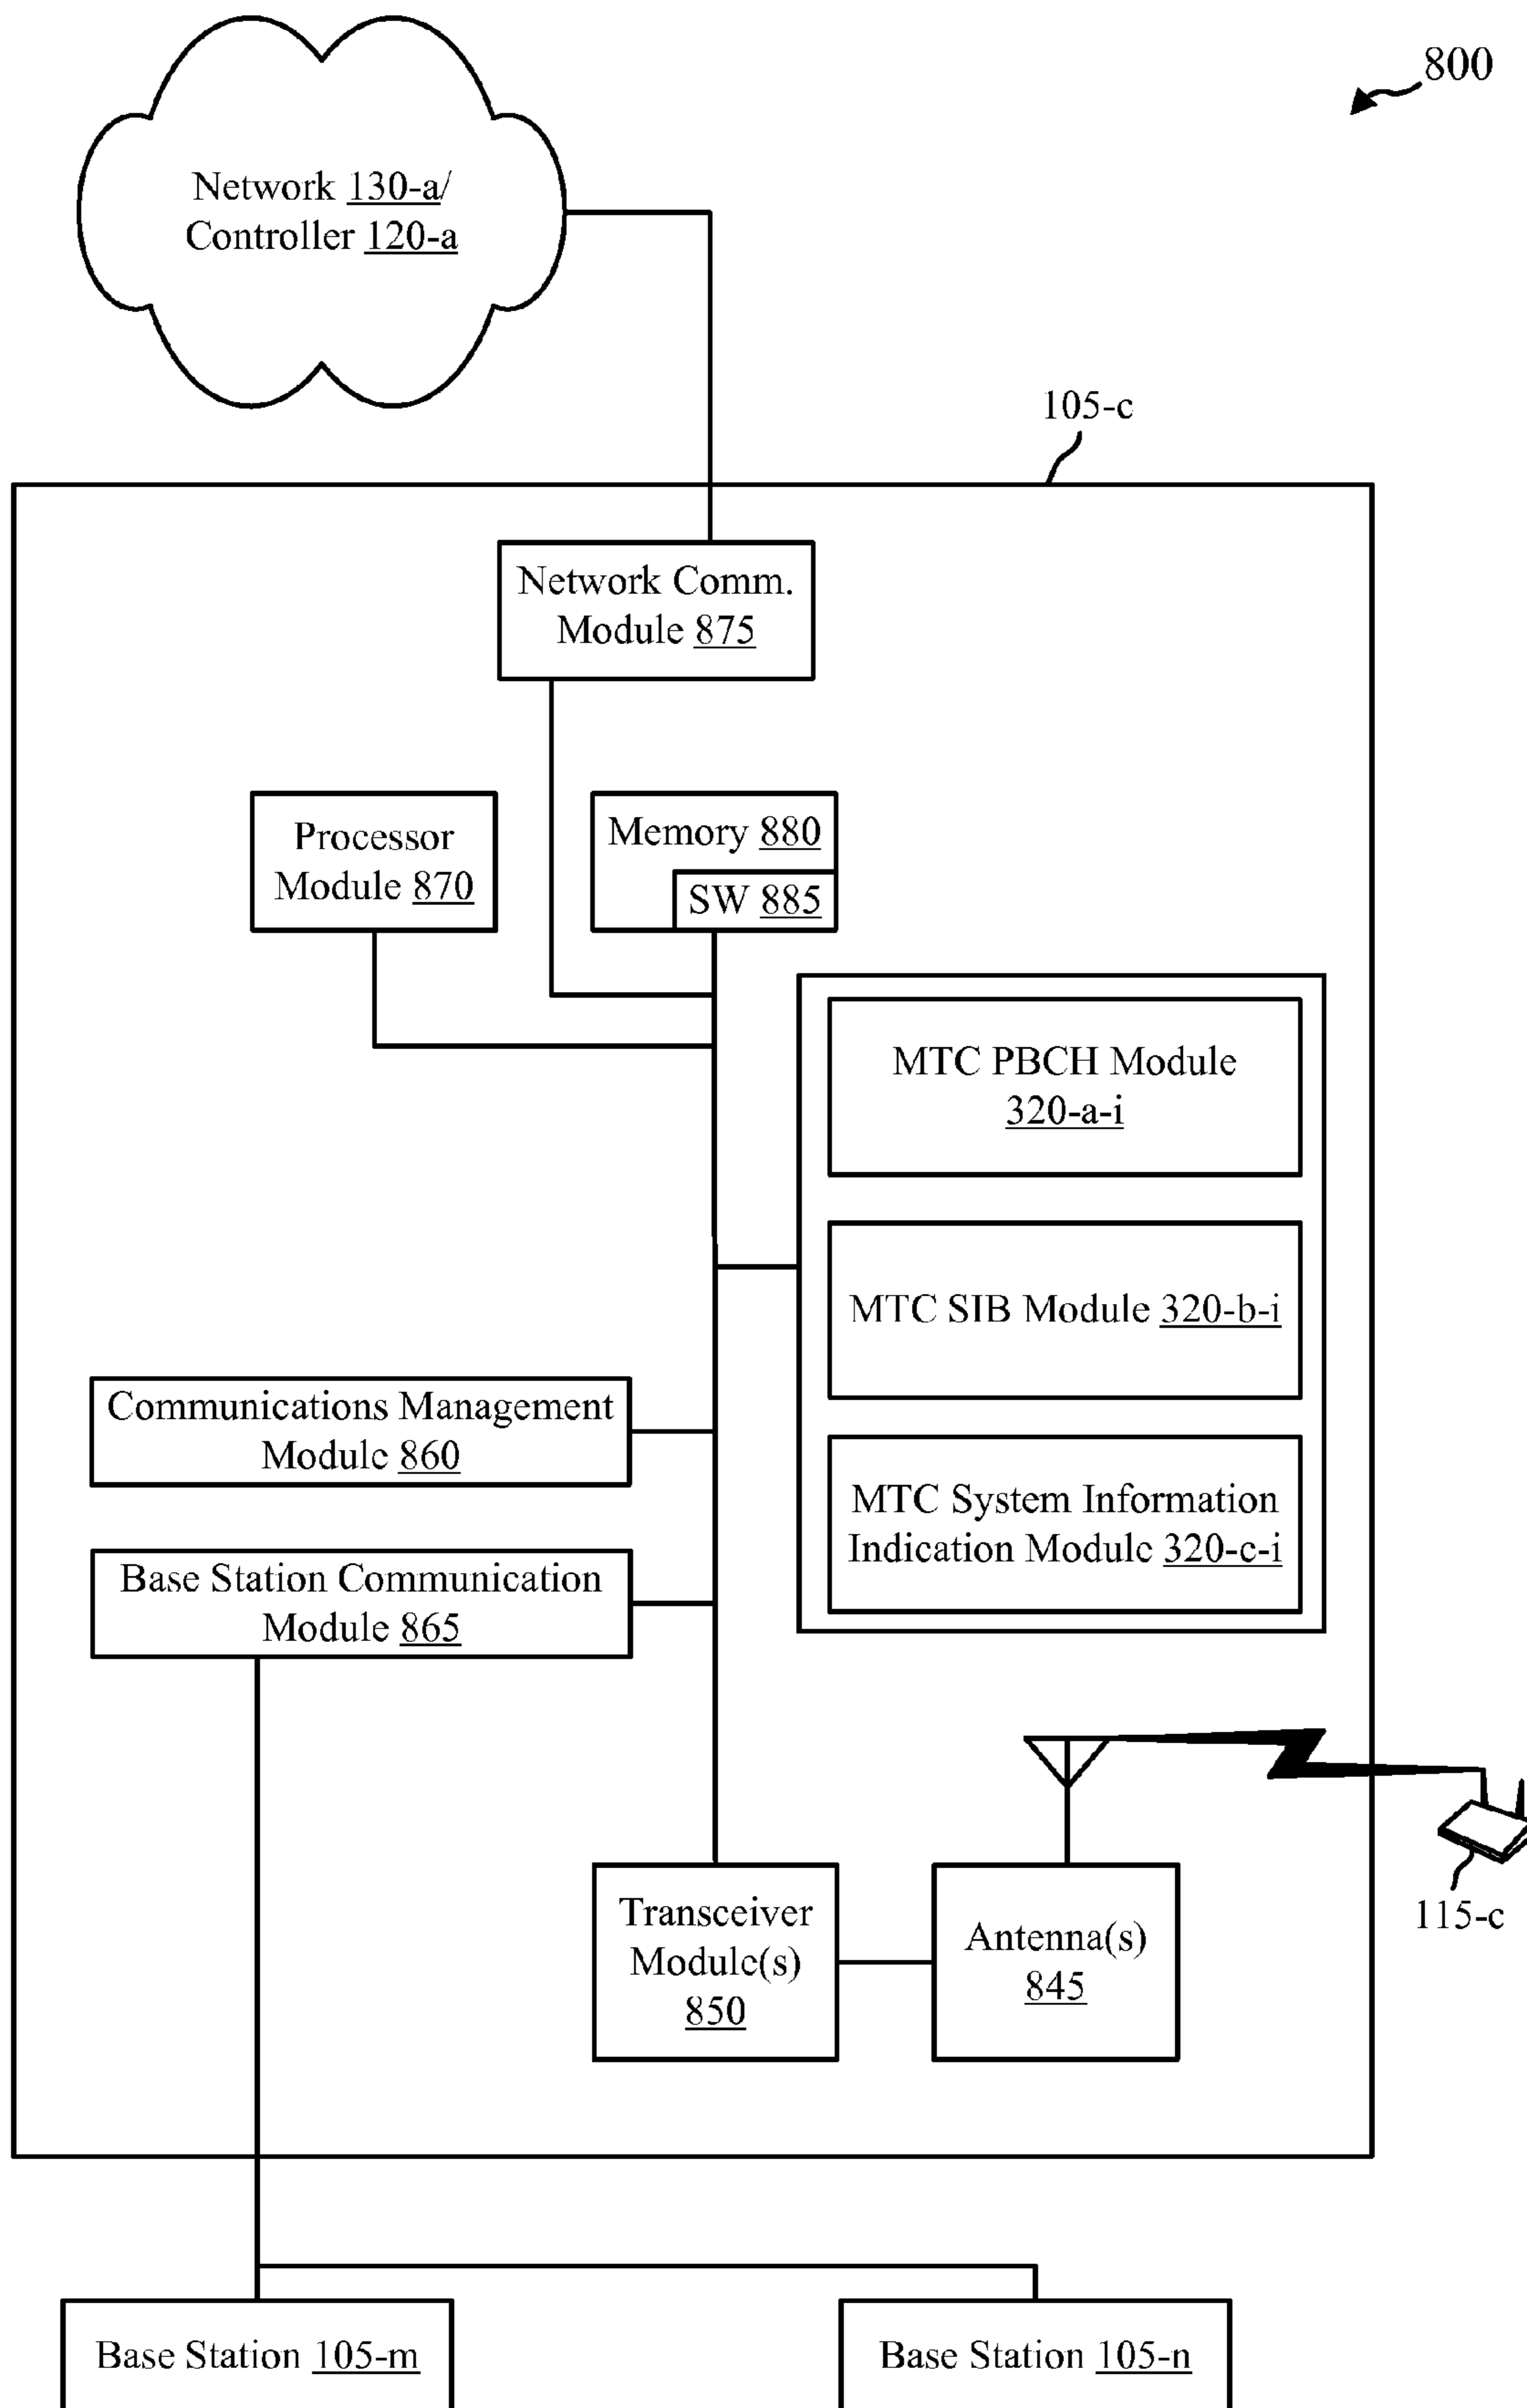 800
Network 130-a/
Controller 120-a
105-c
Network Comm.
Module 875
Processor
Module 870
Memory 880
SW 885
MTC PBCH Module
320-a-i
MTC SIB Module 320-b-i
MTC System Information
Indication Module 320-c-i
Communications Management
Module 860
Base Station Communication
Module 865
Transceiver
Module(s)
850
Antenna(s)
845
115-c
Base Station 105-m
Base Station 105-n